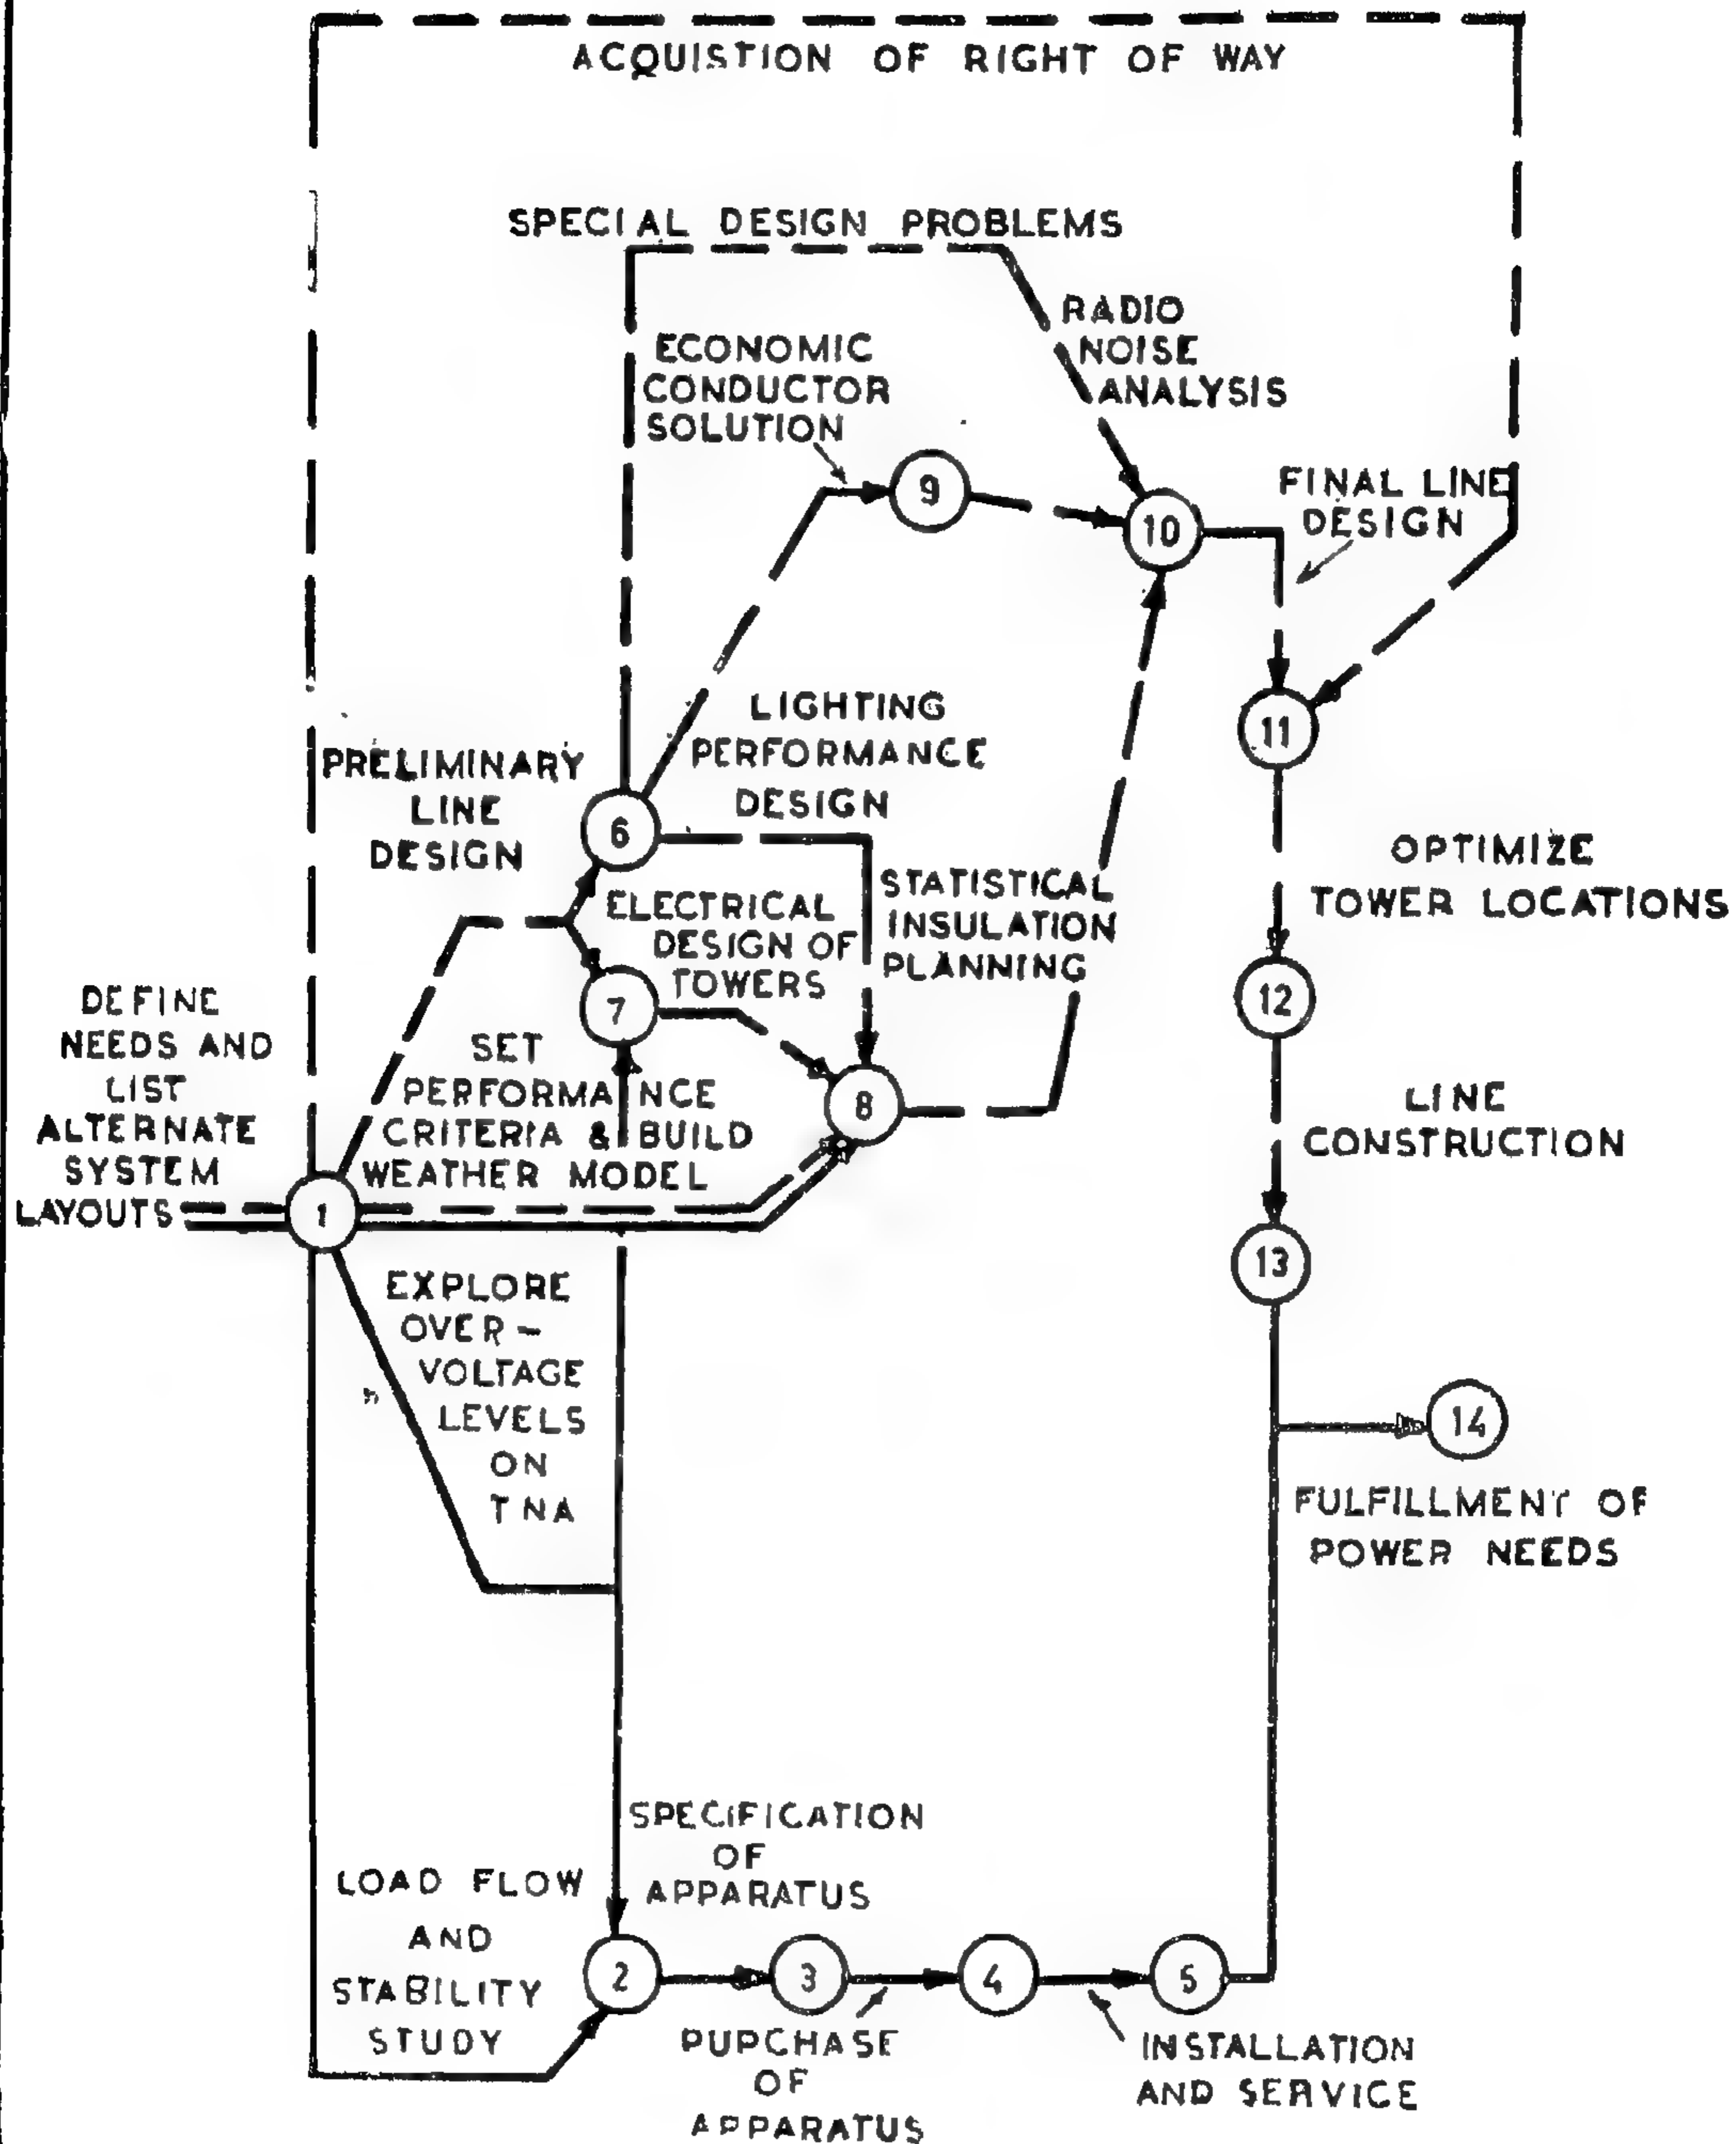 ACQUISTION OF RIGHT OF WAY
SPECIAL DESIGN PROBLEMS
RADIO
NOISE
ANALYSIS
ECONOMIC
CONDUCTOR
SOLUTION
9
10
FINAL LINE
DESIGN
11
LIGHTING
PERFORMANCE
DESIGN
PRELIMINARY
LINE
DESIGN
6
ELECTRICAL
DESIGN OF
TOWERS
STATISTICAL
INSULATION
PLANNING
OPTIMIZE
TOWER LOCATIONS
7
12
DEFINE
NEEDS AND
LIST
ALTERNATE
SYSTEM
LAYOUTS
SET
PERFORMANCE
CRITERIA & BUILD
WEATHER MODEL
8
LINE
CONSTRUCTION
1
13
EXPLORE
OVER-
VOLTAGE
LEVELS
ON
TNA
14
FULFILLMENT OF
POWER NEEDS
SPECIFICATION
OF
APPARATUS
LOAD FLOW
AND
STABILITY
STUDY
2
3
4
5
PUPCHASE
OF
APPARATUS
INSTALLATION
AND SERVICE